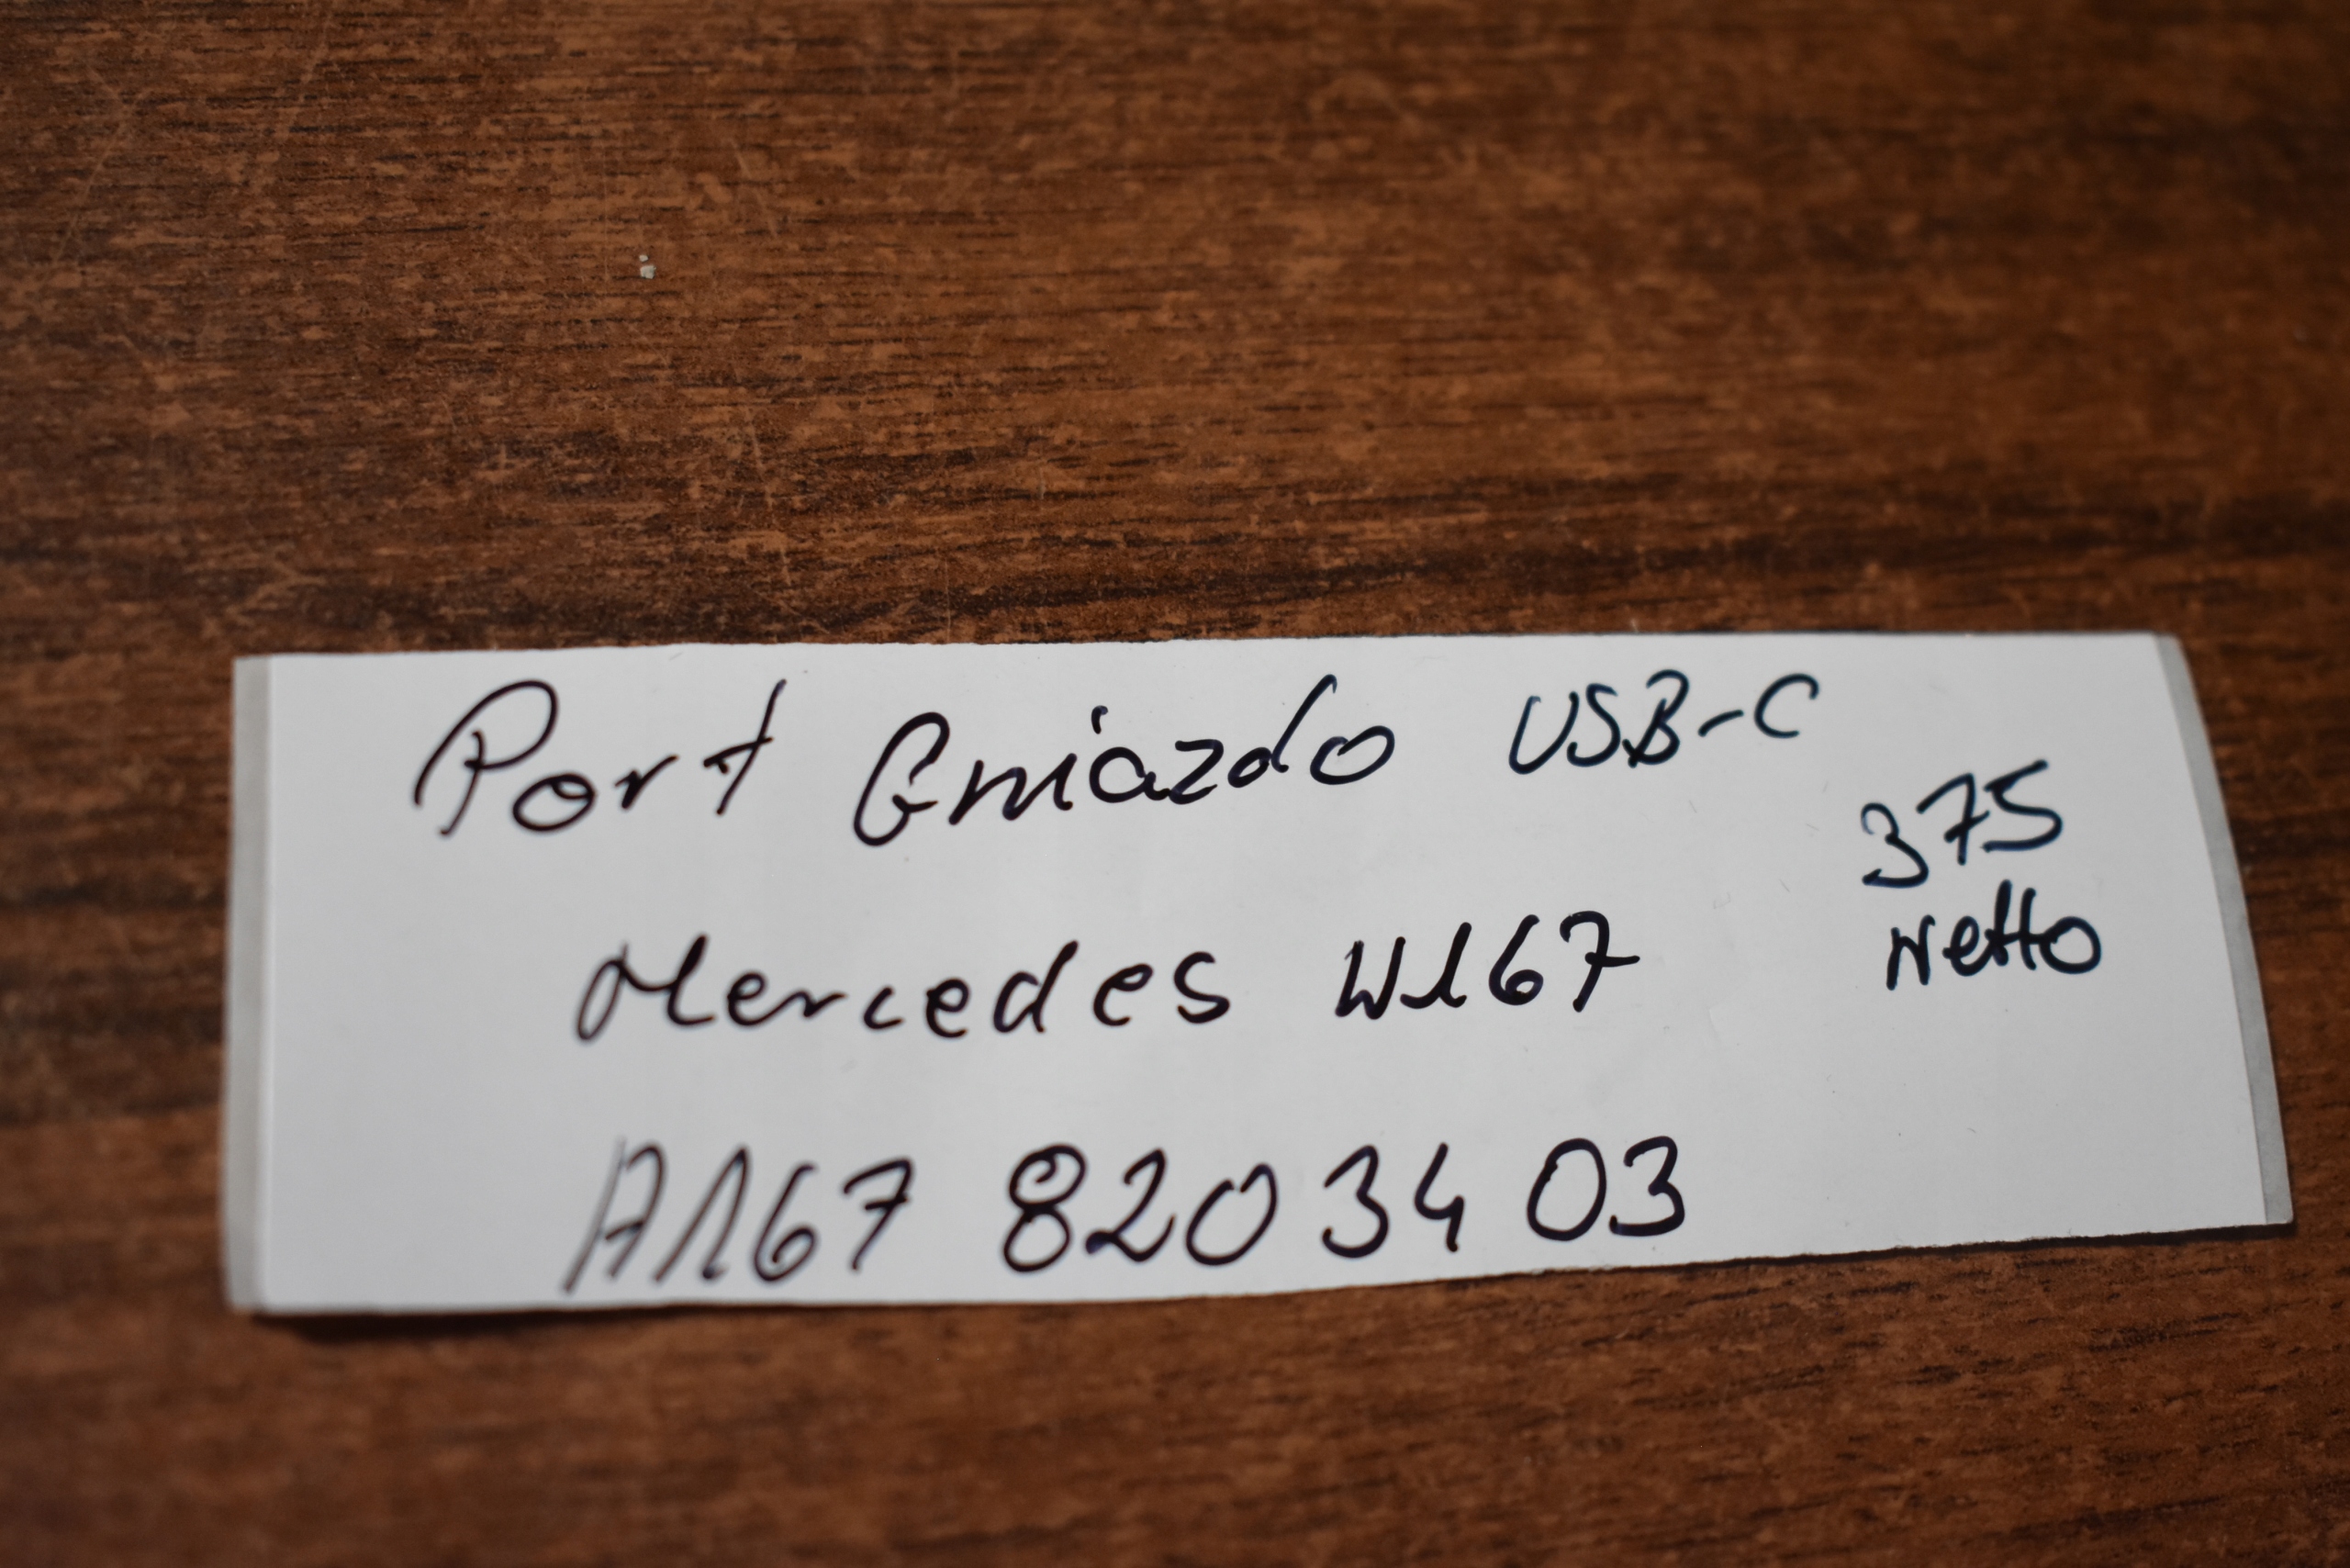 Port Gniazdo USB-C
375
netto
Mercedes W167
A167 820 34 03